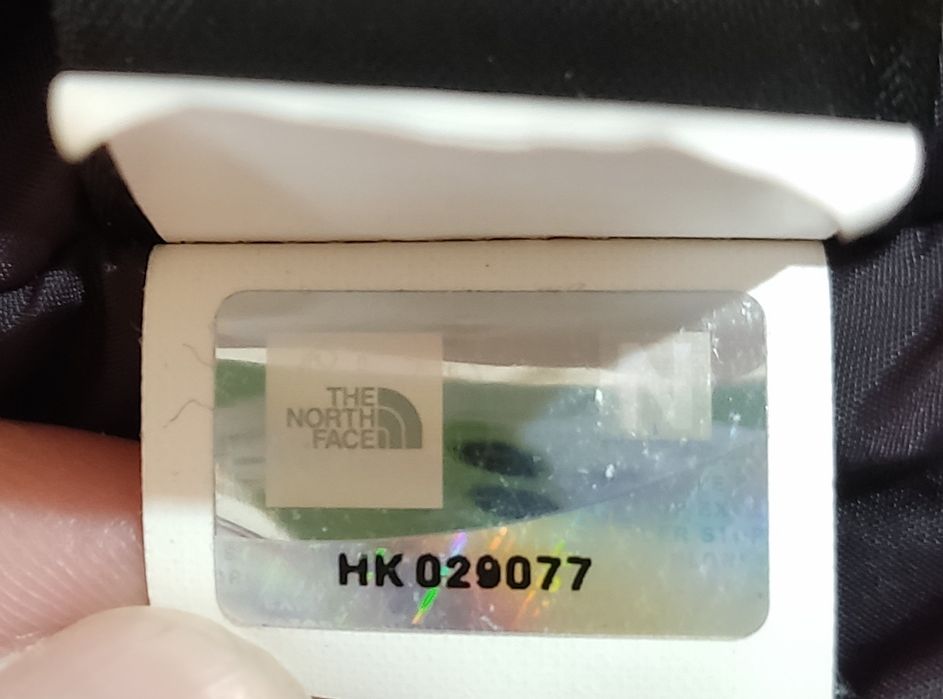 THE
NORTH
FACE
N
HK 029077